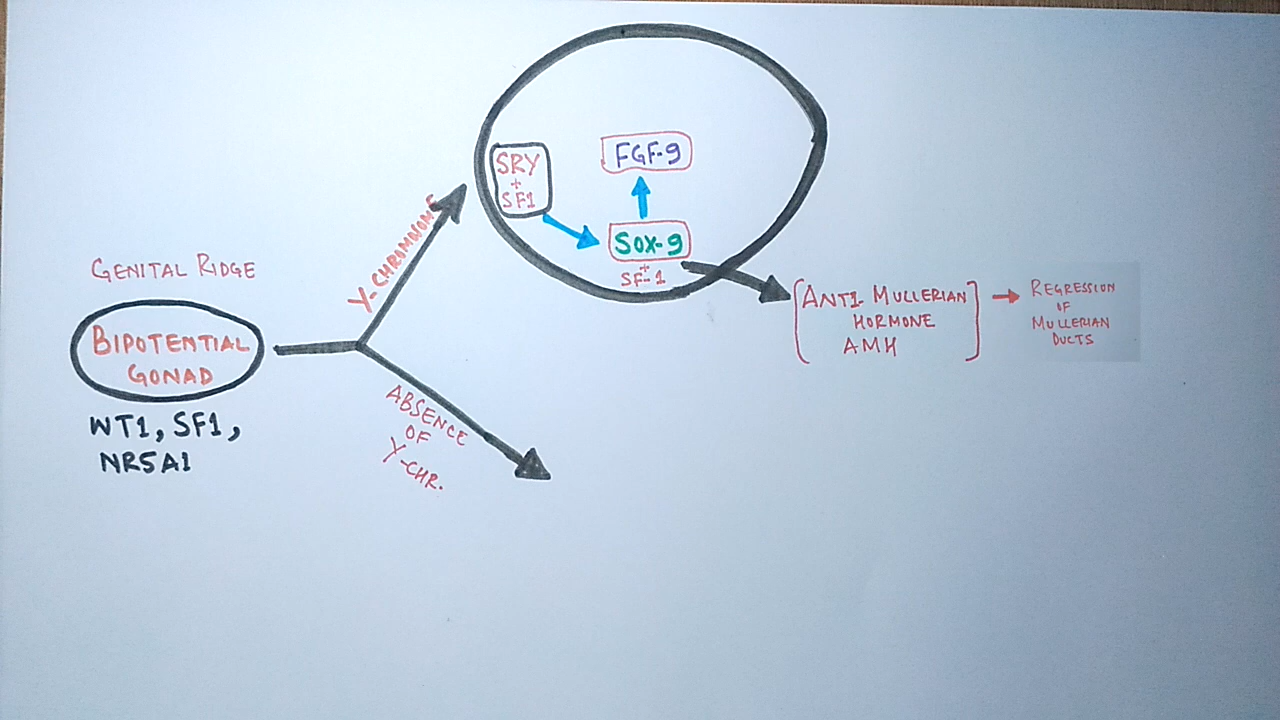 GENITAL RIDGE
BIPOTENTIAL
GONAD
WT1, SF1,
NR5A1
Y-CHROMNOME
ABSENCE
OF
Y-CHR.
SRY
+
SF1
FGF-9
SOX-9
+
SF-1
ANTI-MULLERIAN
HORMONE
AMH
REGRESSION
OF
MULLERIAN
DUCTS